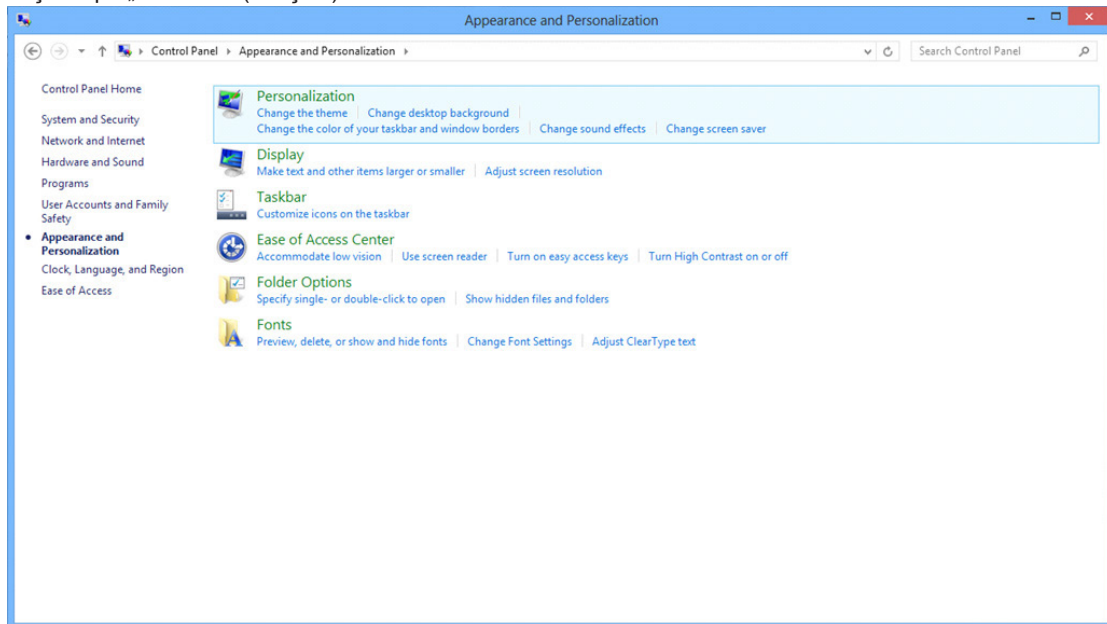 Appearance and Personalization
Control Panel Appearance and Personalization
Search Control Panel
Control Panel Home
System and Security
Network and Internet
Hardware and Sound
Programs
User Accounts and Family
Safety
Appearance and
Personalization
Clock, Language, and Region
Ease of Access
Personalization
Change the theme Change desktop background
Change the color of your taskbar and window borders Change sound effects Change screen saver
Display
Make text and other items larger or smaller Adjust screen resolution
Taskbar
Customize icons on the taskbar
Ease of Access Center
Accommodate low vision Use screen reader Turn on easy access keys Turn High Contrast on or off
Folder Options
Specify single- or double-click to open Show hidden files and folders
Fonts
Preview, delete, or show and hide fonts Change Font Settings Adjust ClearType text